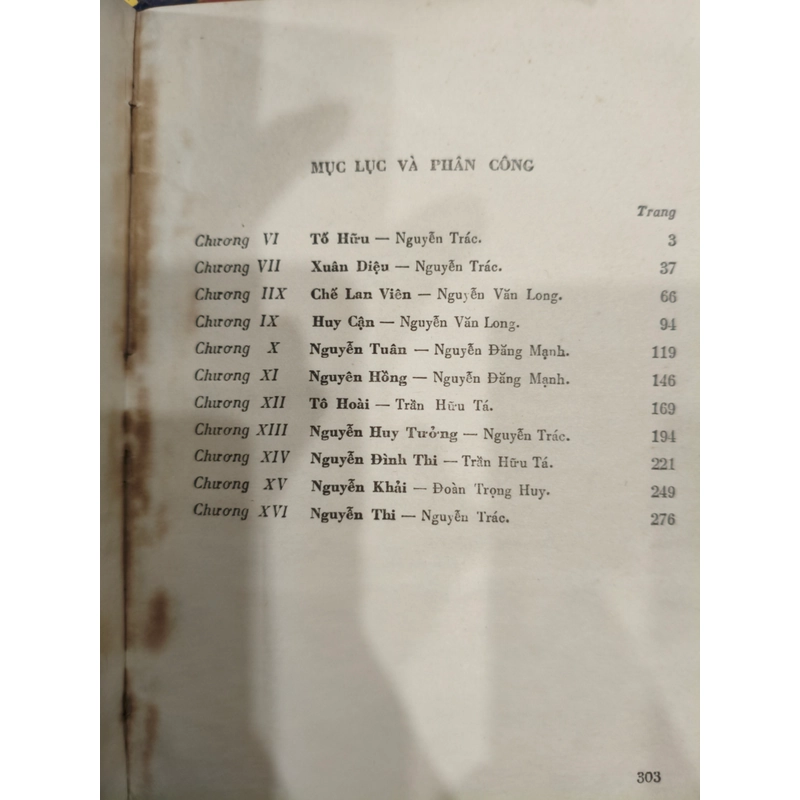 MỤC LỤC VÀ PHÂN CÔNG
Trang
Chương VI Tố Hữu — Nguyễn Trác. 3
Chương VII Xuân Diệu — Nguyễn Trác. 37
Chương IIX Chế Lan Viên — Nguyễn Văn Long. 66
Chương IX Huy Cận — Nguyễn Văn Long. 94
Chương X Nguyễn Tuân — Nguyễn Đăng Mạnh. 119
Chương XI Nguyên Hồng — Nguyễn Đăng Mạnh. 146
Chương XII Tô Hoài — Trần Hữu Tá. 169
Chương XIII Nguyễn Huy Tưởng — Nguyễn Trác. 194
Chương XIV Nguyễn Đình Thi — Trần Hữu Tá. 221
Chương XV Nguyễn Khải — Đoàn Trọng Huy. 249
Chương XVI Nguyễn Thi — Nguyễn Trác. 276
303